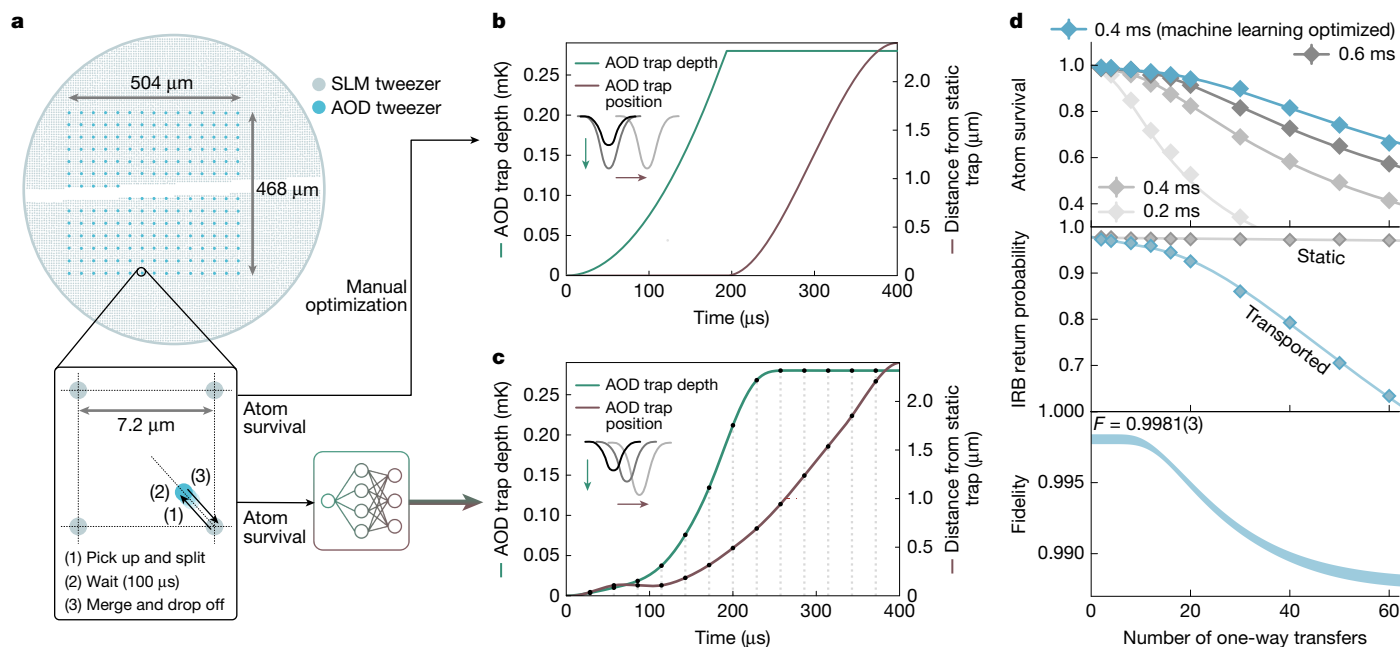 a
SLM tweezer
AOD tweezer
504 µm
468 µm
7.2 µm
(3)
(2)
(1)
(1) Pick up and split
(2) Wait (100 µs)
(3) Merge and drop off
Manual
optimization
Atom
survival
Atom
survival
b
AOD trap depth
AOD trap
position
0.25
0.20
0.15
0.10
0.05
0
AOD trap depth (mK)
2.0
1.5
1.0
0.5
0
Distance from static
trap (µm)
0
100
200
300
400
Time (µs)
c
AOD trap depth
AOD trap
position
0.25
0.20
0.15
0.10
0.05
0
AOD trap depth (mK)
2.0
1.5
1.0
0.5
0
Distance from static
trap (µm)
0
100
200
300
400
Time (µs)
d
0.4 ms (machine learning optimized)
0.6 ms
0.4 ms
0.2 ms
1.0
0.8
0.6
0.4
Atom survival
1.0
0.9
0.8
0.7
IRB return probability
Static
Transported
1.000
0.995
0.990
Fidelity
F = 0.9981(3)
0
20
40
60
Number of one-way transfers